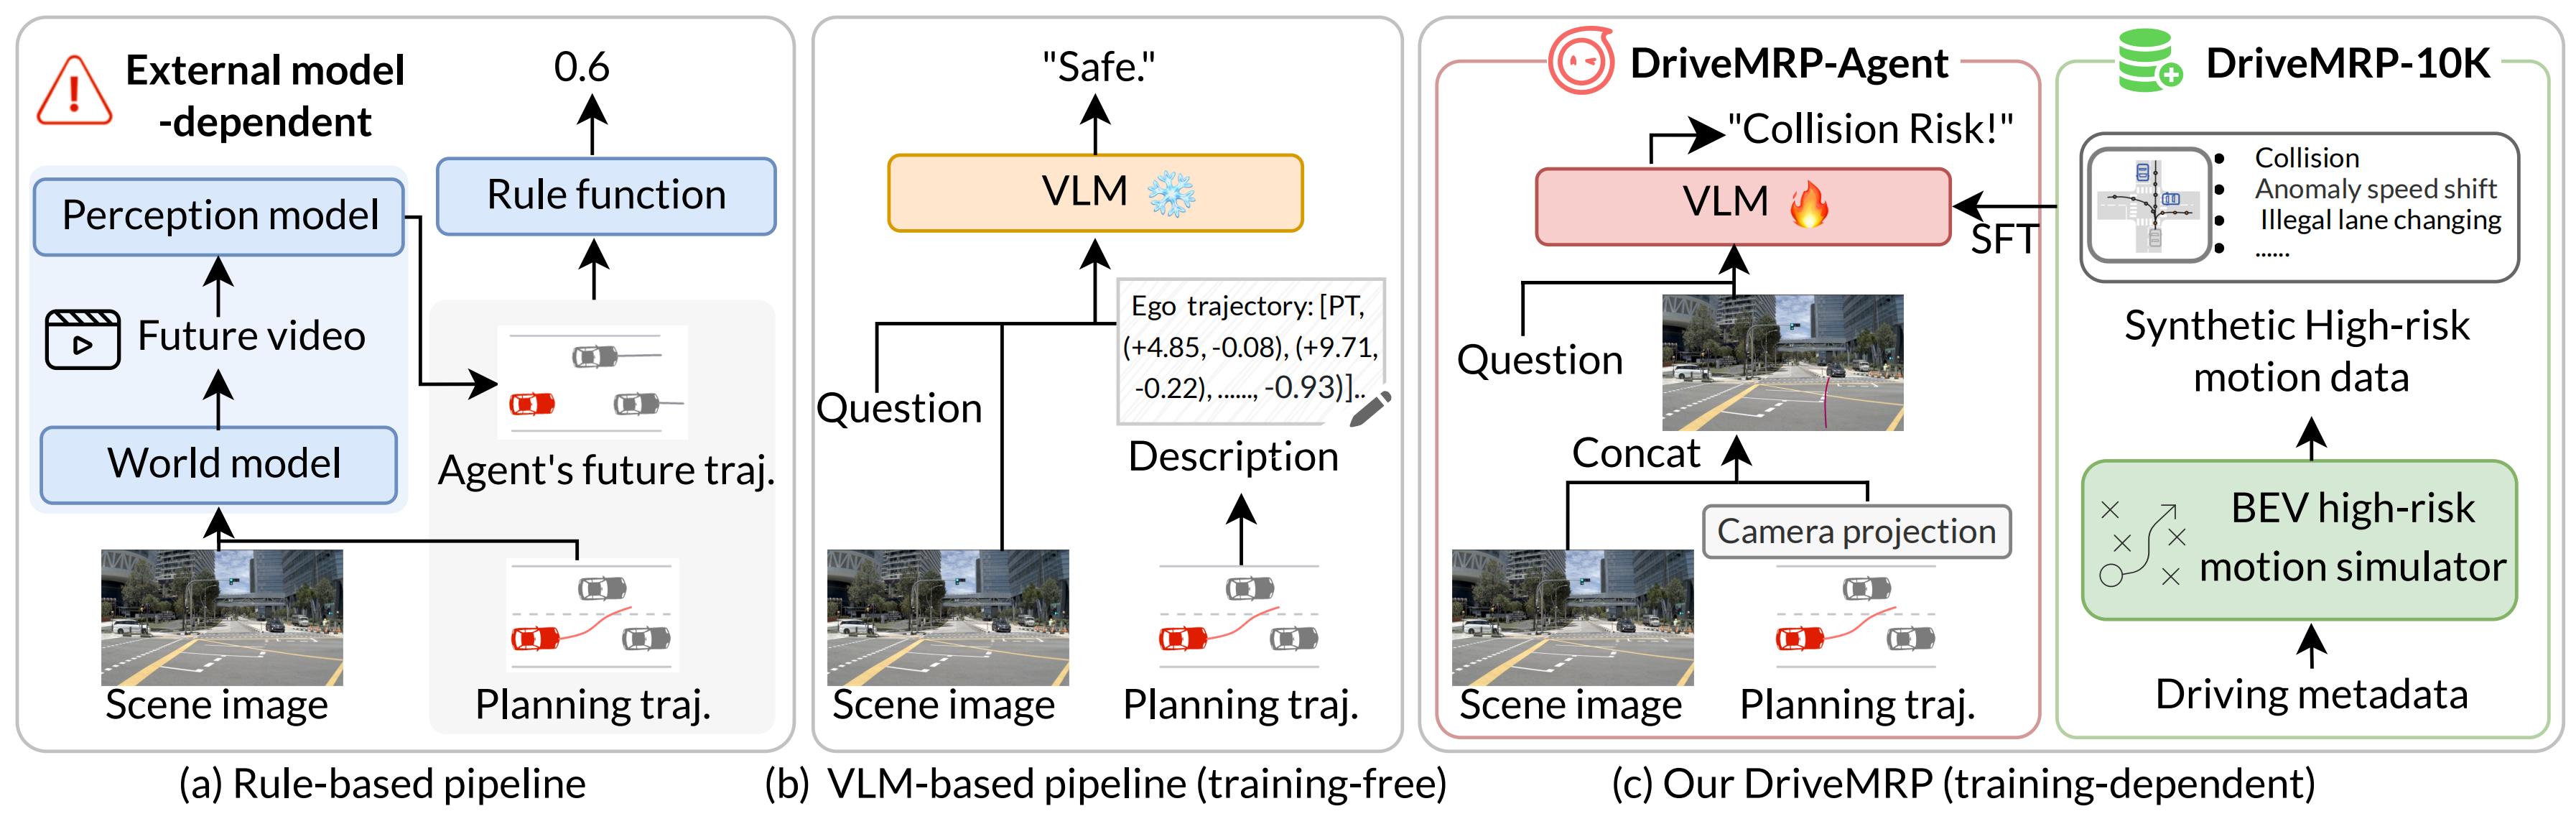 External model
-dependent
0.6
Rule function
Perception model
Future video
World model
Agent's future traj.
Scene image
Planning traj.
(a) Rule-based pipeline
"Safe."
VLM
Ego trajectory: [PT,
(+4.85, -0.08), (+9.71,
-0.22), ......, -0.93)]..
Question
Description
Scene image
Planning traj.
(b) VLM-based pipeline (training-free)
DriveMRP-Agent
"Collision Risk!"
VLM
SFT
Question
Concat
Camera projection
Scene image
Planning traj.
DriveMRP-10K
Collision
Anomaly speed shift
Illegal lane changing
......
Synthetic High-risk
motion data
BEV high-risk
motion simulator
Driving metadata
(c) Our DriveMRP (training-dependent)